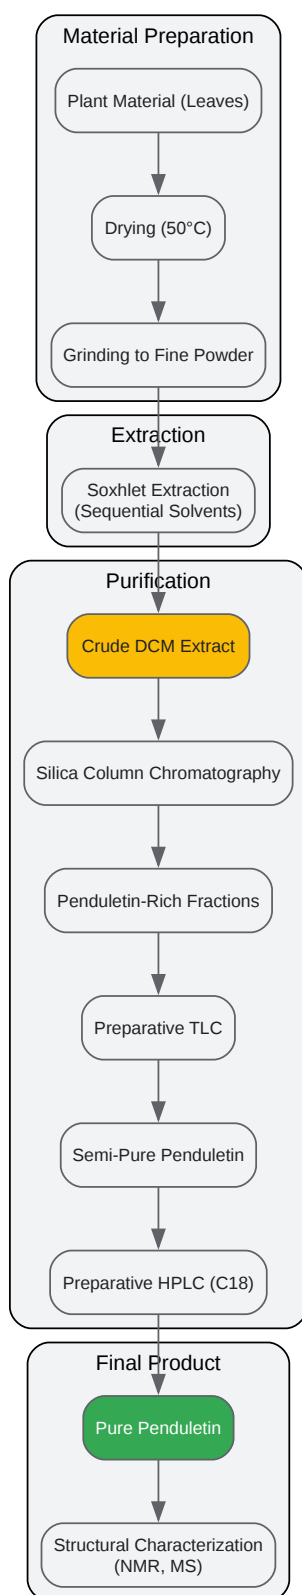 Material Preparation
Plant Material (Leaves)
Drying (50°C)
Grinding to Fine Powder
Extraction
Soxhlet Extraction
(Sequential Solvents)
Purification
Crude DCM Extract
Silica Column Chromatography
Penduletin-Rich Fractions
Preparative TLC
Semi-Pure Penduletin
Preparative HPLC (C18)
Final Product
Pure Penduletin
Structural Characterization
(NMR, MS)